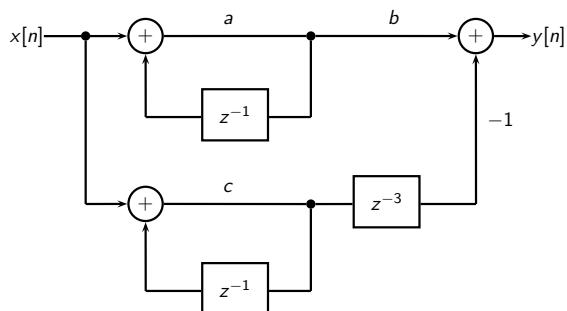 a b
x[n] + + y[n]
z⁻¹ −1
c
+ z⁻³
z⁻¹